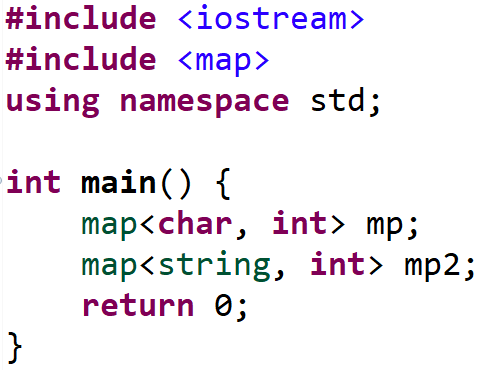 #include <iostream>
#include <map>
using namespace std;

int main() {
    map<char, int> mp;
    map<string, int> mp2;
    return 0;
}